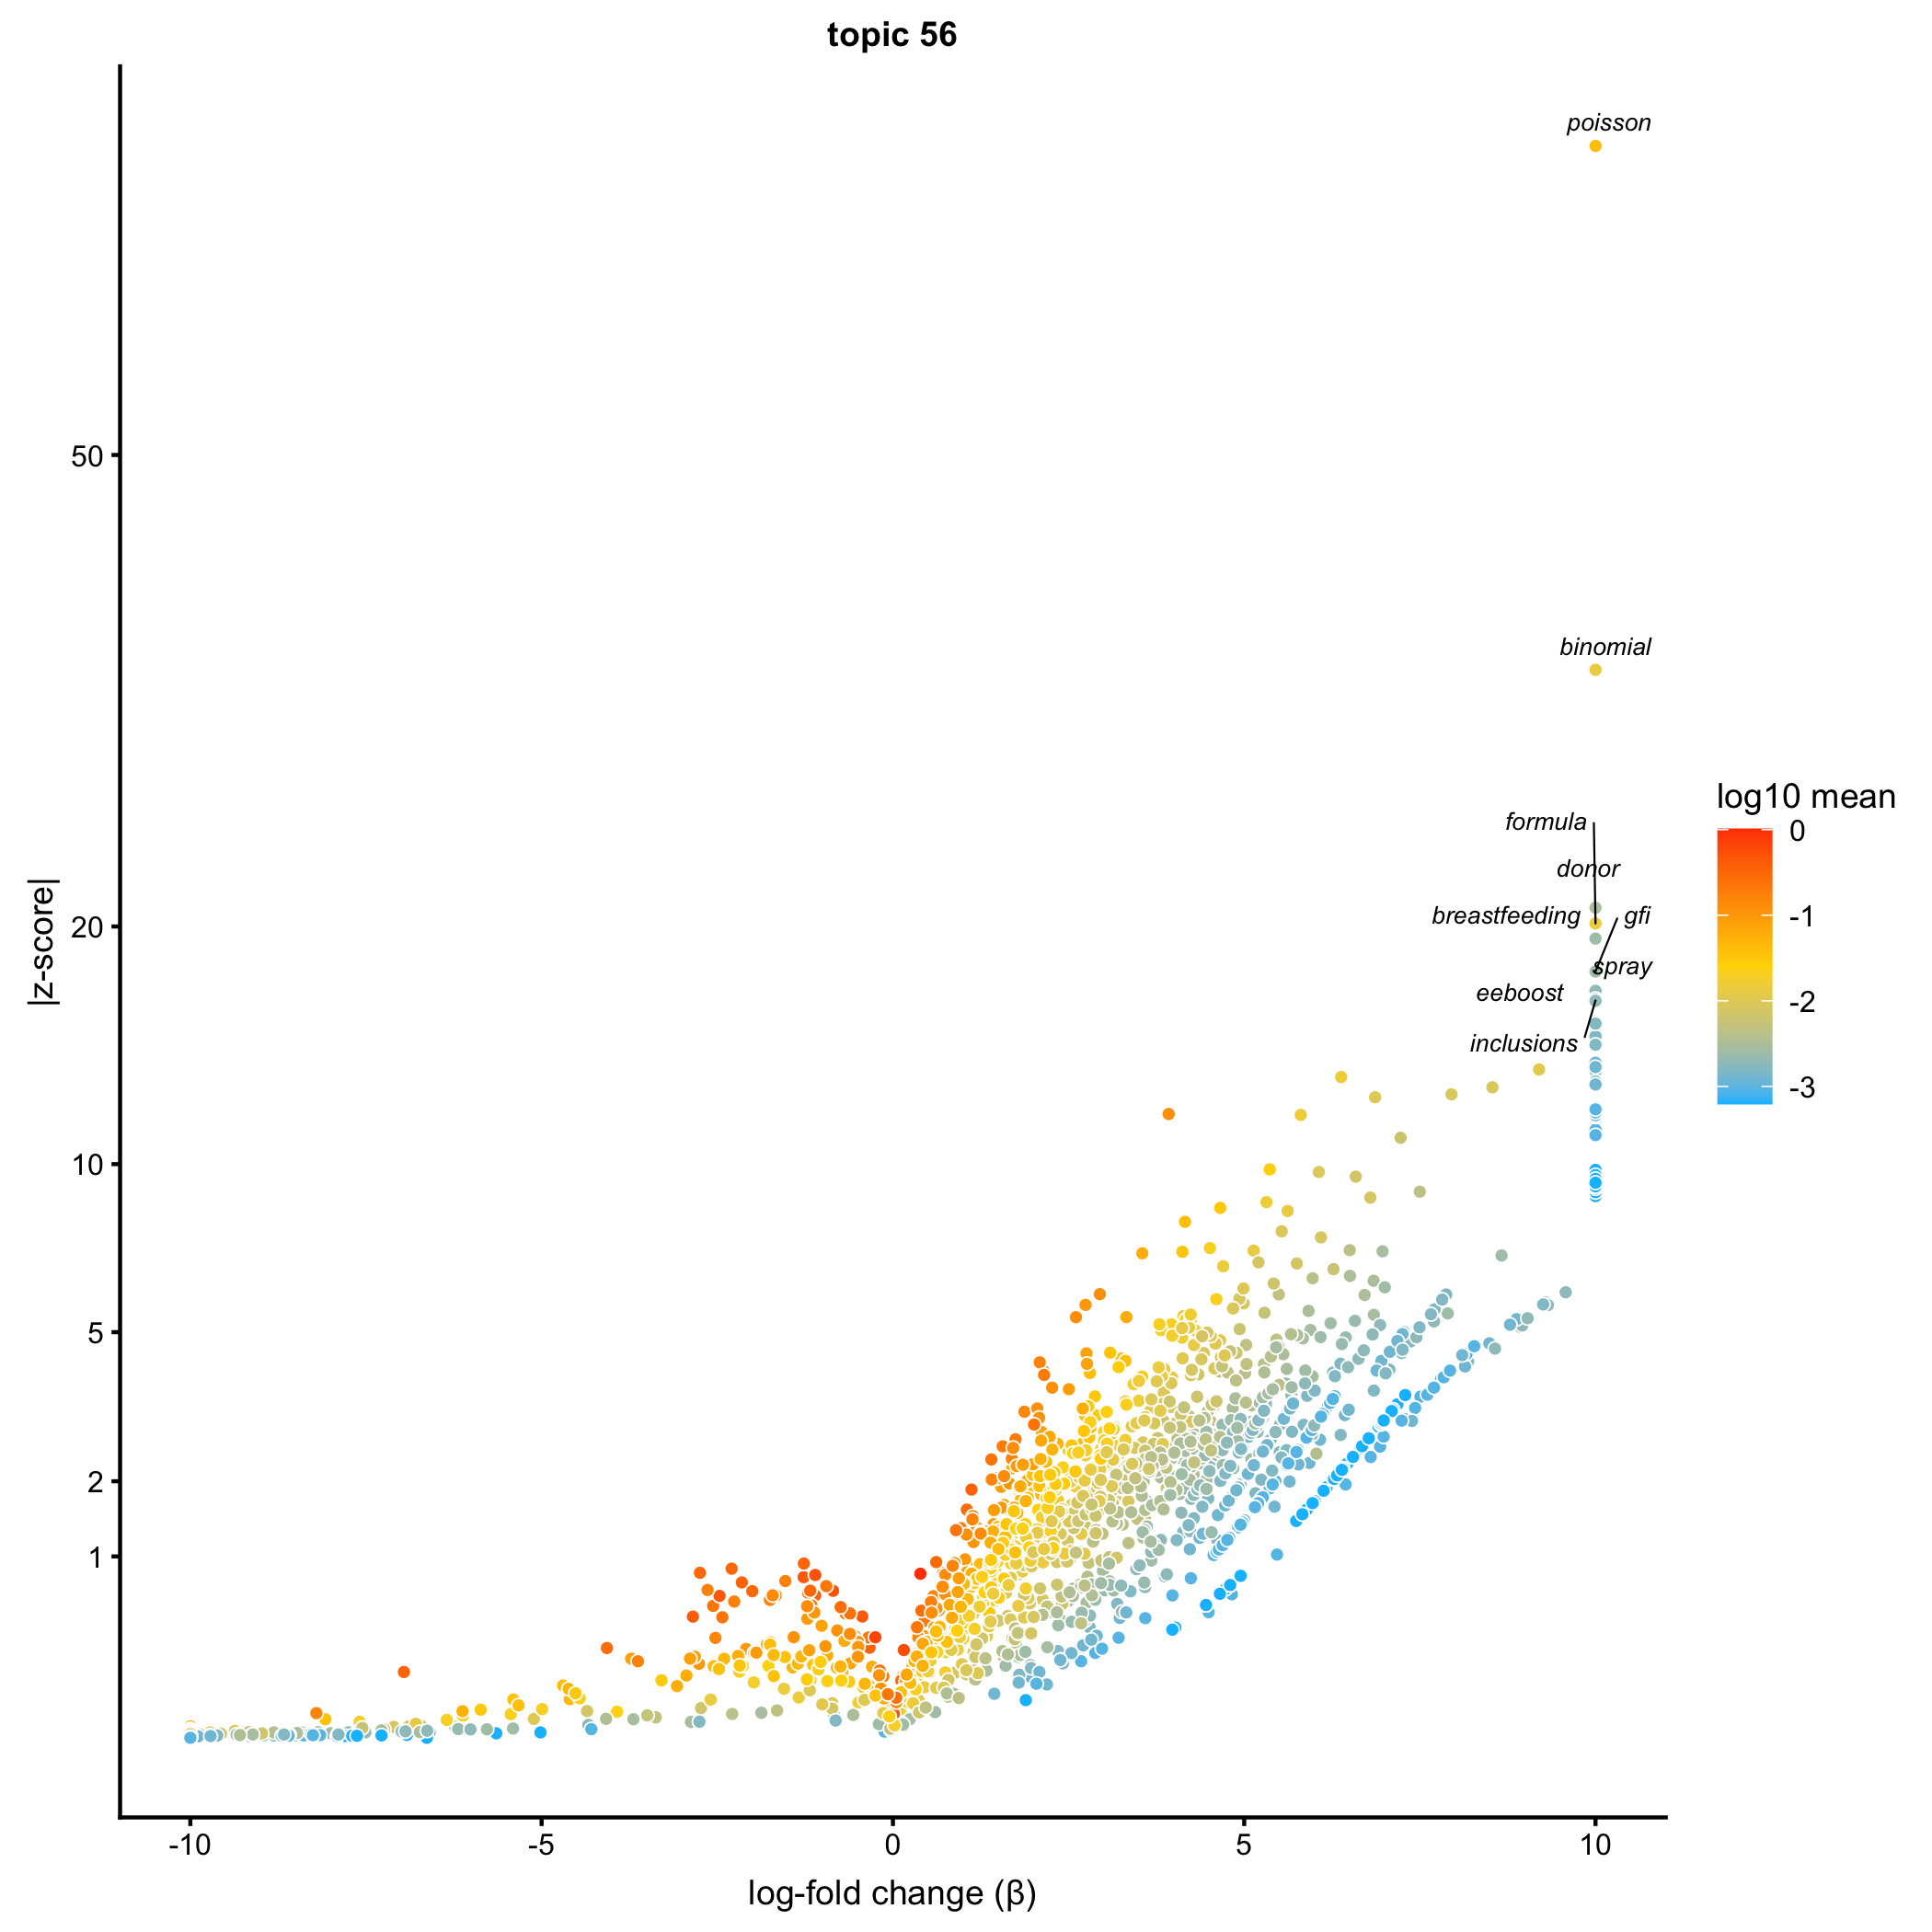 topic 56
poisson
50
binomial
log10 mean
formula
0
donor
breastfeeding
gfi
-1
20
|z-score|
spray
eeboost
-2
inclusions
-3
10
5
2
1
-10
-5
0
5
10
log-fold change (β)